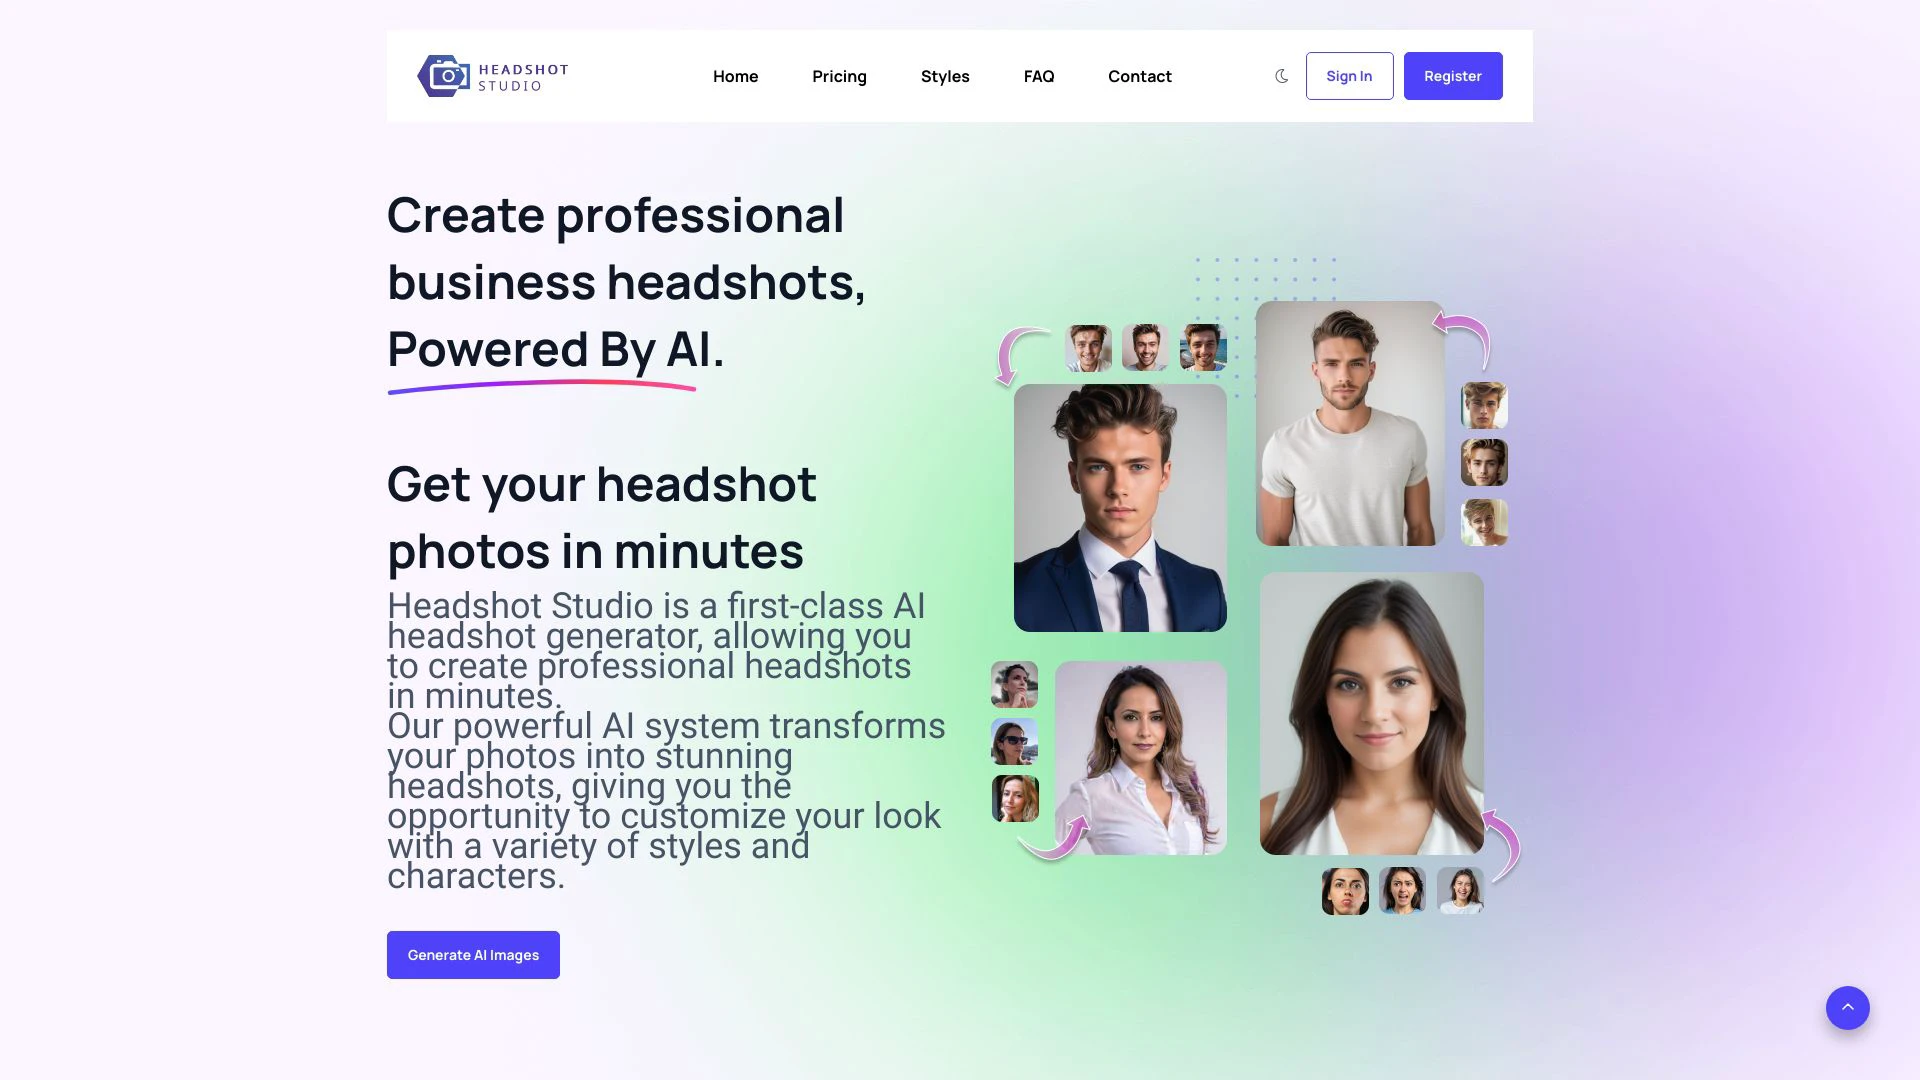 HEADSHOT
STUDIO
Home
Pricing
Styles
FAQ
Contact
Sign In
Register
Create professional
business headshots,
Powered By AI.
Get your headshot
photos in minutes
Headshot Studio is a first-class AI
headshot generator, allowing you
to create professional headshots
in minutes.
Our powerful AI system transforms
your photos into stunning
headshots, giving you the
opportunity to customize your look
with a variety of styles and
characters.
Generate AI Images